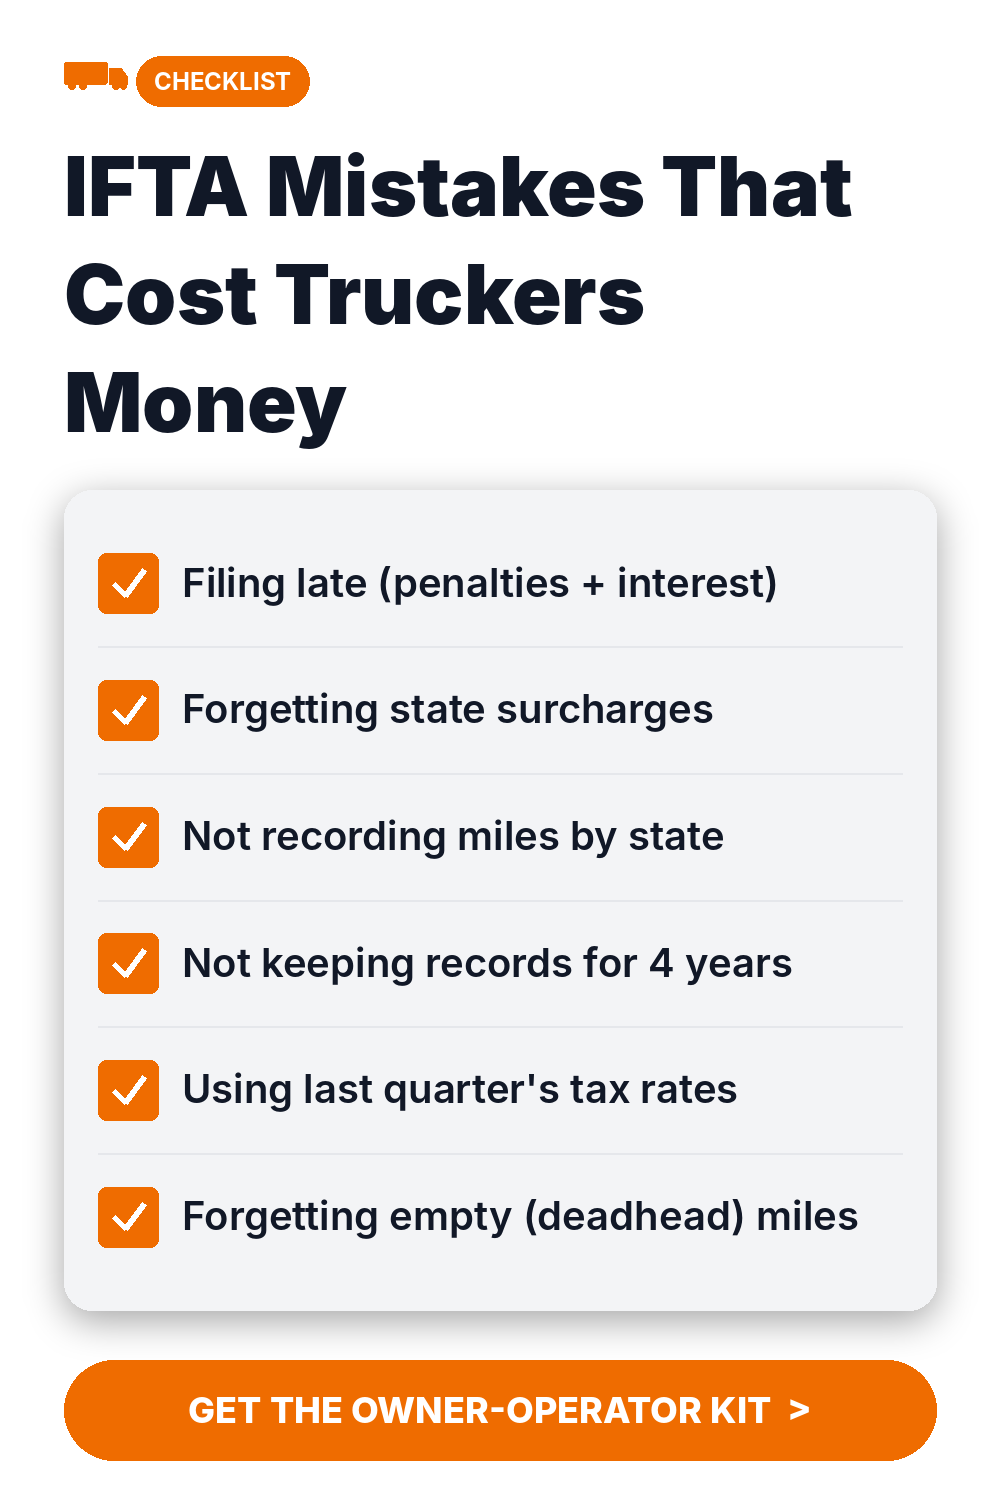 CHECKLIST
IFTA Mistakes That
Cost Truckers
Money
Filing late (penalties + interest)
Forgetting state surcharges
Not recording miles by state
Not keeping records for 4 years
Using last quarter's tax rates
Forgetting empty (deadhead) miles
GET THE OWNER-OPERATOR KIT >